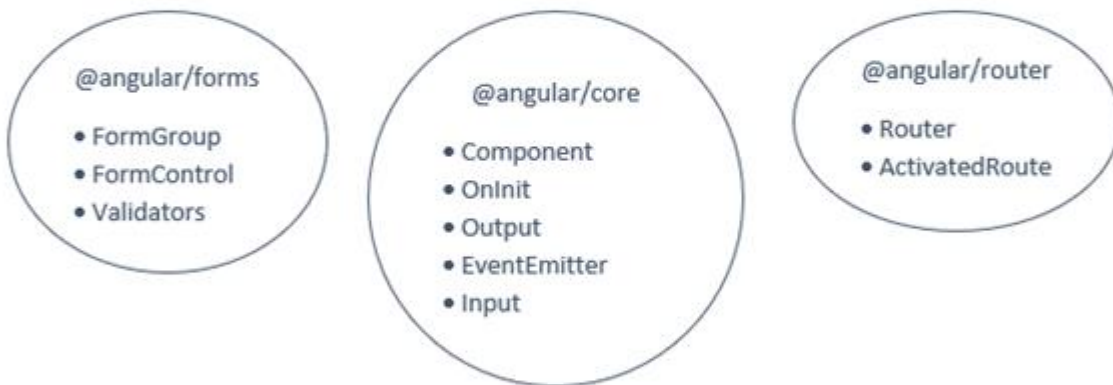 @angular/forms
• FormGroup
• FormControl
• Validators
@angular/core
• Component
• OnInit
• Output
• EventEmitter
• Input
@angular/router
• Router
• ActivatedRoute